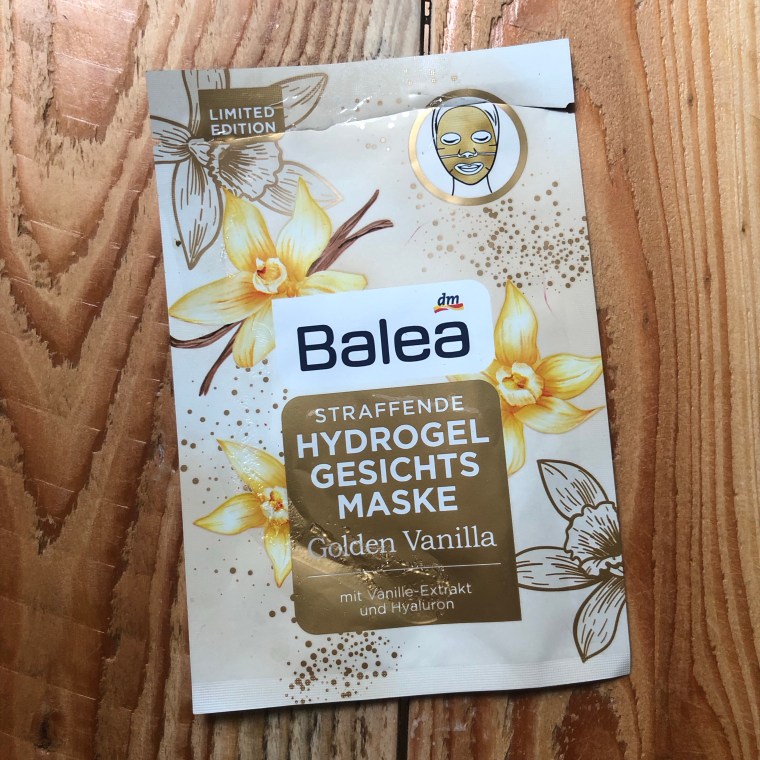 LIMITED
EDITION
dm
Balea
STRAFFENDE
HYDROGEL
GESICHTS
MASKE
Golden Vanilla
mit Vanille-Extrakt
und Hyaluron